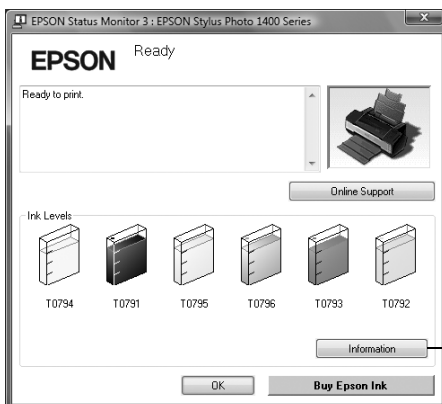 EPSON Status Monitor 3 : EPSON Stylus Photo 1400 Series
EPSON Ready
Ready to print.
Online Support
Ink Levels
T0794 T0791 T0795 T0796 T0793 T0792
Information
OK Buy Epson Ink